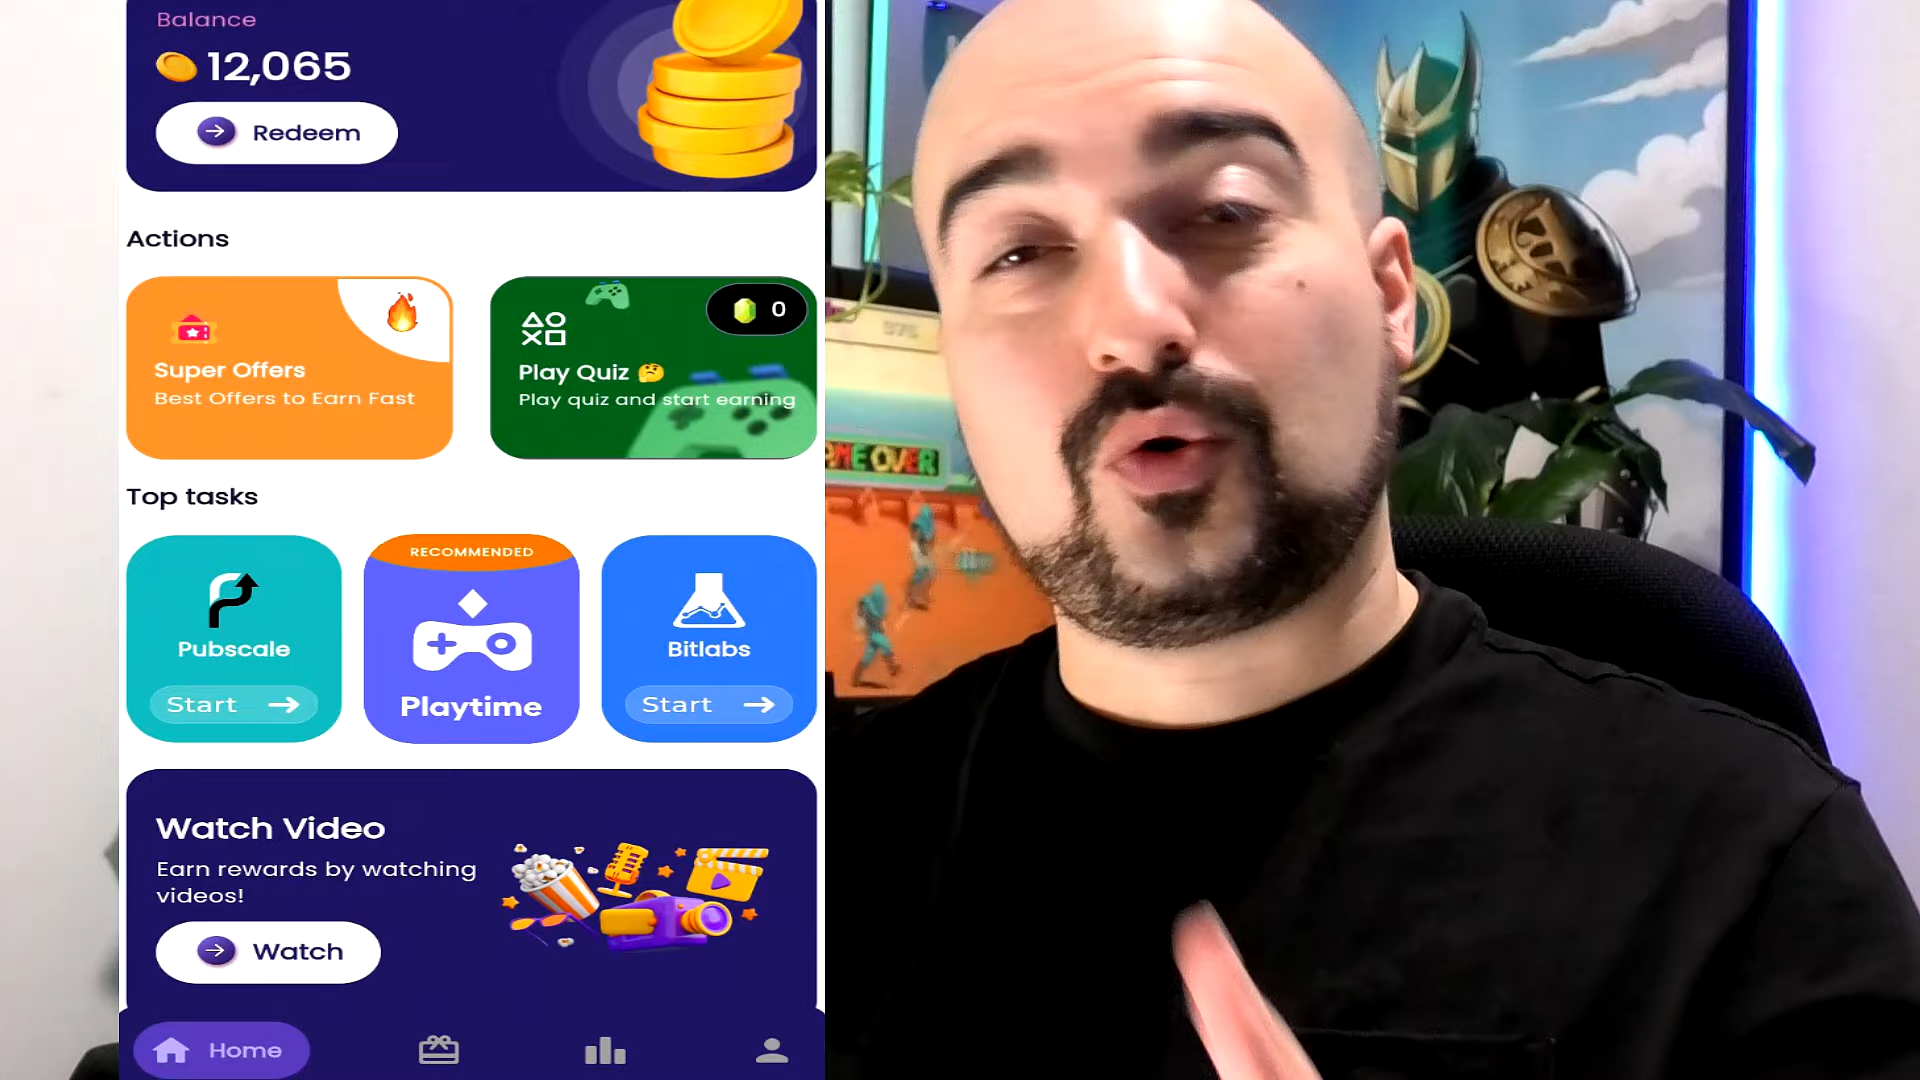 Balance
12,065
Redeem
Actions
Super Offers
Best Offers to Earn Fast
0
Play Quiz 🤔
Play quiz and start earning
Top tasks
Pubscale
Start
RECOMMENDED
Playtime
Bitlabs
Start
Watch Video
Earn rewards by watching
videos!
Watch
Home
OVER